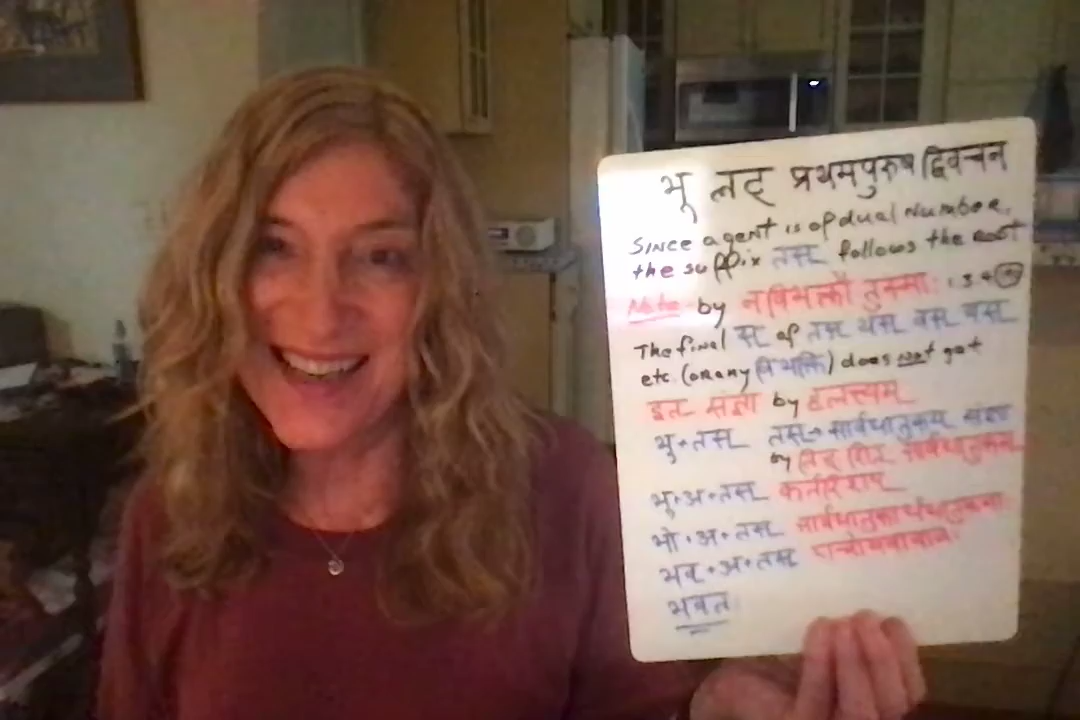 भू लट् प्रथमपुरुष द्विवचन
Since agent is of dual number,
the suffix तस् follows the root
Note by न विभक्तौ तुस्माः 1.3.4
The final स् of तस् थस् वस् मस्
etc. (or any विभक्ति) does not get
इत् संज्ञा by हलन्त्यम्
भू + तस् तस् → सार्वधातुकम् संज्ञा
by तिङ् शित् सार्वधातुकम्
भू + अ + तस् कर्तरि शप्
भो + अ + तस् सार्वधातुकार्धधातुकयोः
भव् + अ + तस् एचोऽयवायावः
भवतः